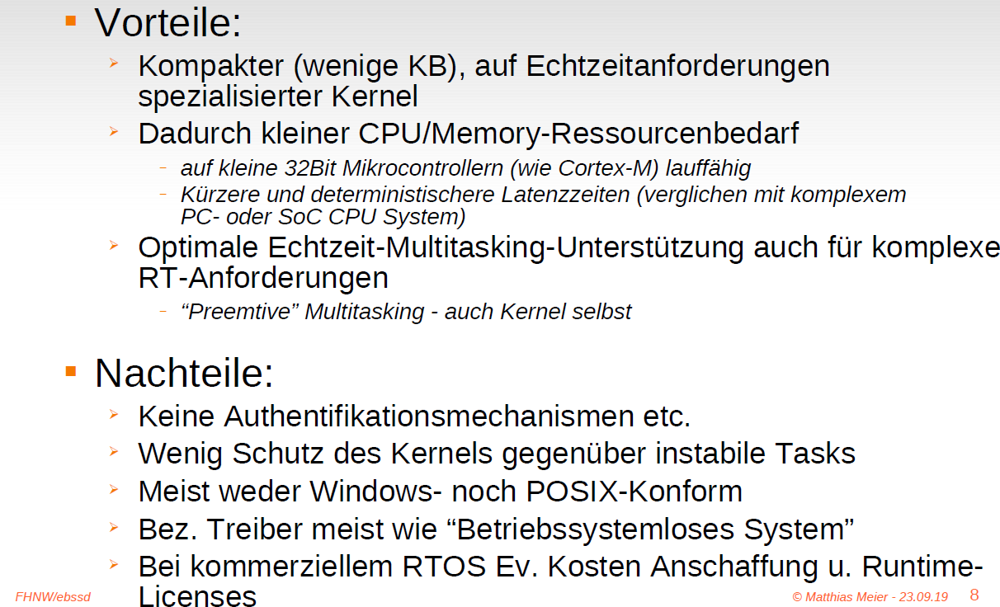 Vorteile:
Kompakter (wenige KB), auf Echtzeitanforderungen
spezialisierter Kernel
Dadurch kleiner CPU/Memory-Ressourcenbedarf
– auf kleine 32Bit Mikrocontrollern (wie Cortex-M) lauffähig
– Kürzere und deterministischere Latenzzeiten (verglichen mit komplexem
PC- oder SoC CPU System)
Optimale Echtzeit-Multitasking-Unterstützung auch für komplexe
RT-Anforderungen
– “Preemtive” Multitasking - auch Kernel selbst
Nachteile:
Keine Authentifikationsmechanismen etc.
Wenig Schutz des Kernels gegenüber instabile Tasks
Meist weder Windows- noch POSIX-Konform
Bez. Treiber meist wie “Betriebssystemloses System”
Bei kommerziellem RTOS Ev. Kosten Anschaffung u. Runtime-
Licenses
FHNW/ebssd
© Matthias Meier - 23.09.19
8